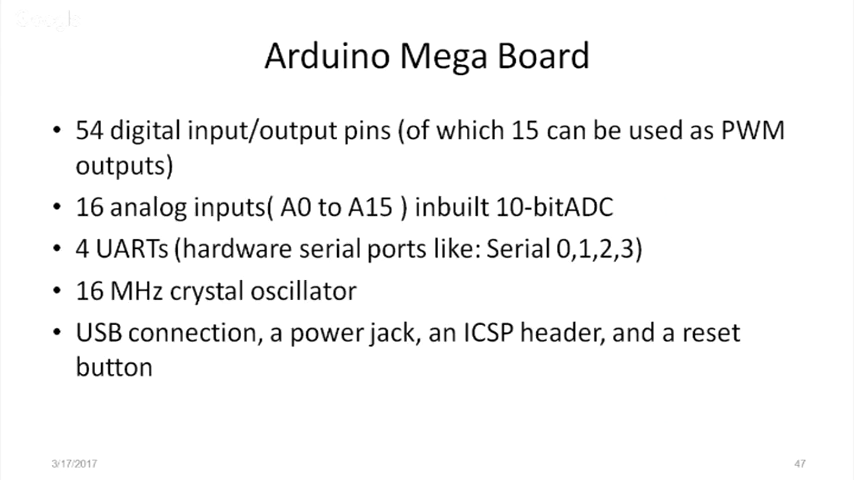 Arduino Mega Board
• 54 digital input/output pins (of which 15 can be used as PWM
outputs)
• 16 analog inputs( A0 to A15 ) inbuilt 10-bitADC
• 4 UARTs (hardware serial ports like: Serial 0,1,2,3)
• 16 MHz crystal oscillator
• USB connection, a power jack, an ICSP header, and a reset
button
3/17/2017
47